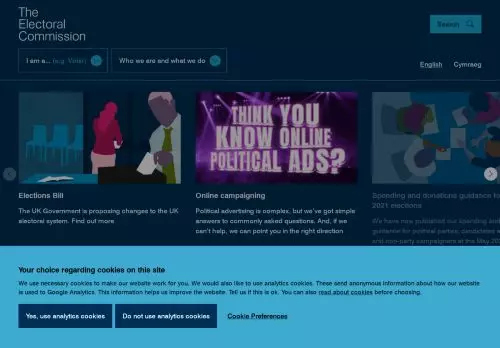 The
Electoral
Commission
Search
I am a... (e.g. Voter)
Who we are and what we do
English
Cymraeg
THINK YOU
KNOW ONLINE
POLITICAL ADS?
Elections Bill
The UK Government is proposing changes to the UK
electoral system. Find out more
Online campaigning
Political advertising is complex, but we've got simple
answers to commonly asked questions. And, if we
can't help, we can point you in the right direction
Spending and donations guidance fo
2021 elections
We have now published our spending and
guidance for political parties, candidates a
and non-party campaigners at the May 20
Your choice regarding cookies on this site
We use necessary cookies to make our website work for you. We would also like to use analytics cookies. These send anonymous information about how our website
is used to Google Analytics. This information helps us improve the website. Tell us if this is ok. You can also read about cookies before choosing.
Yes, use analytics cookies
Do not use analytics cookies
Cookie Preferences